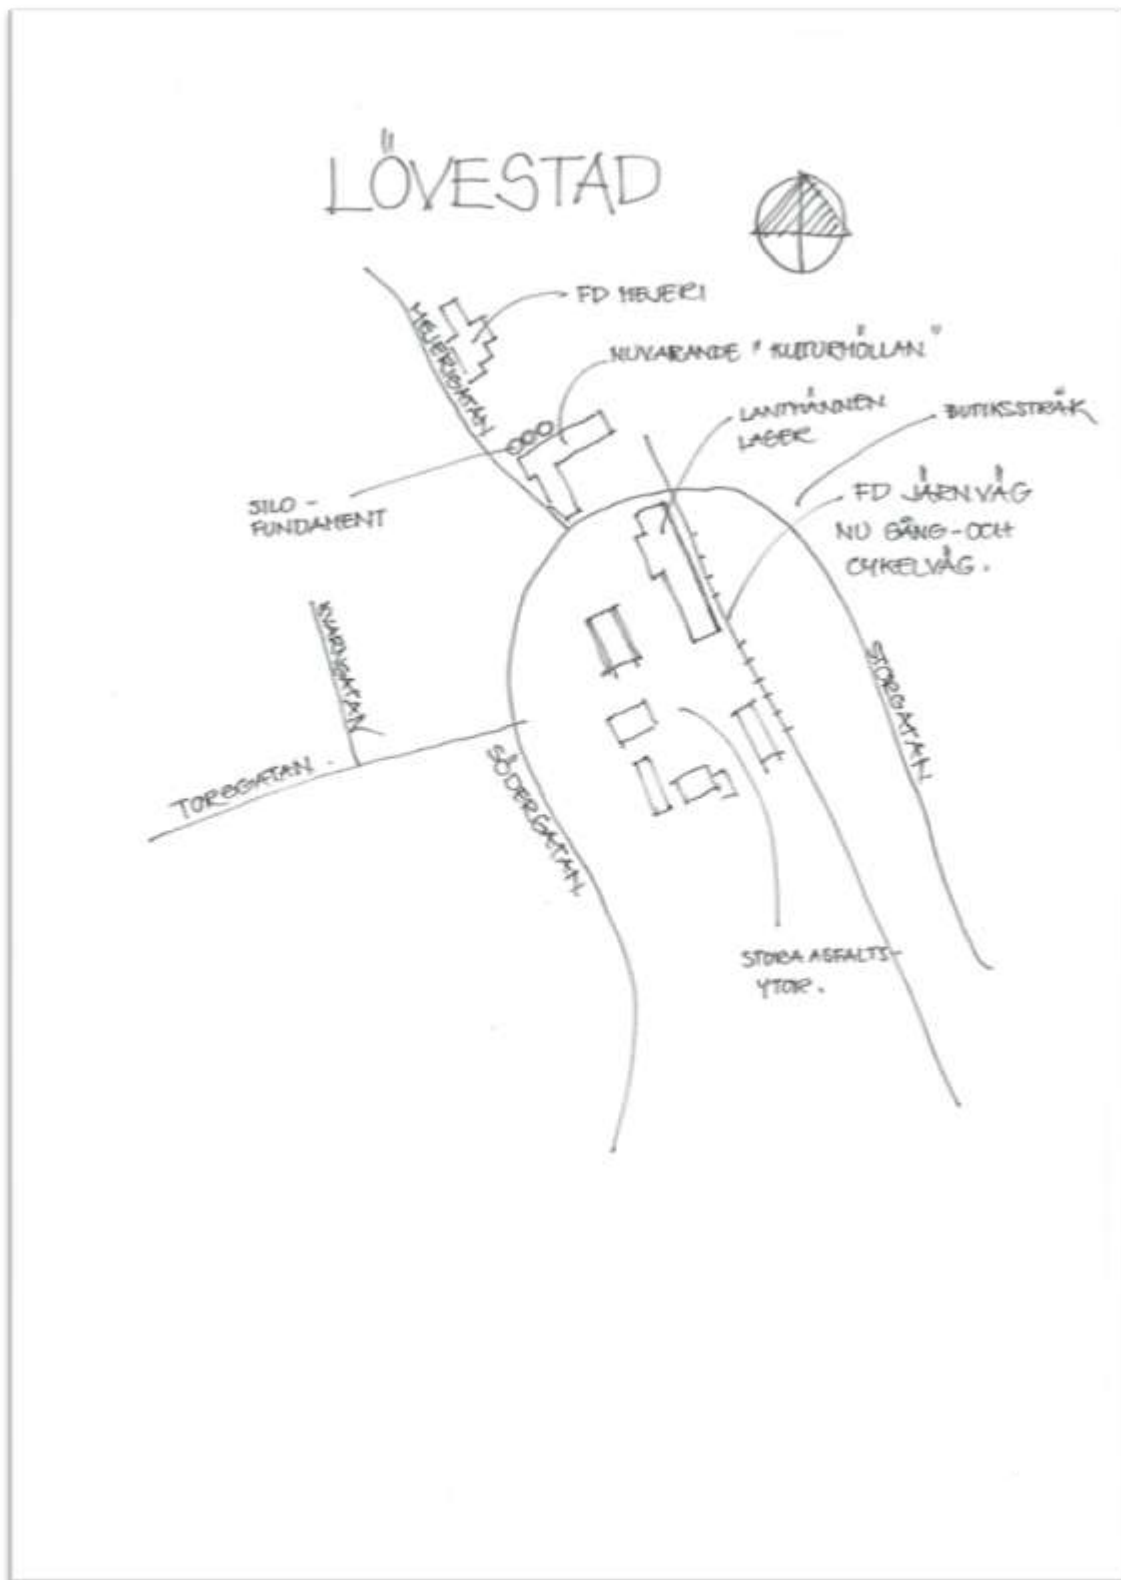 LÖVESTAD
FD MEJERI
MEJERIGATAN
NUVARANDE "KULTURMÖLLAN"
LANTMÄNNEN
LAGER
BUTIKSSTRÅK
SILO-
FUNDAMENT
FD JÄRNVÄG
NU GÅNG-OCH
CYKELVÄG.
KVARNGATAN
STORGATAN
TORGGATAN.
SÖDERGATAN
STORA ASFALTS-
YTOR.